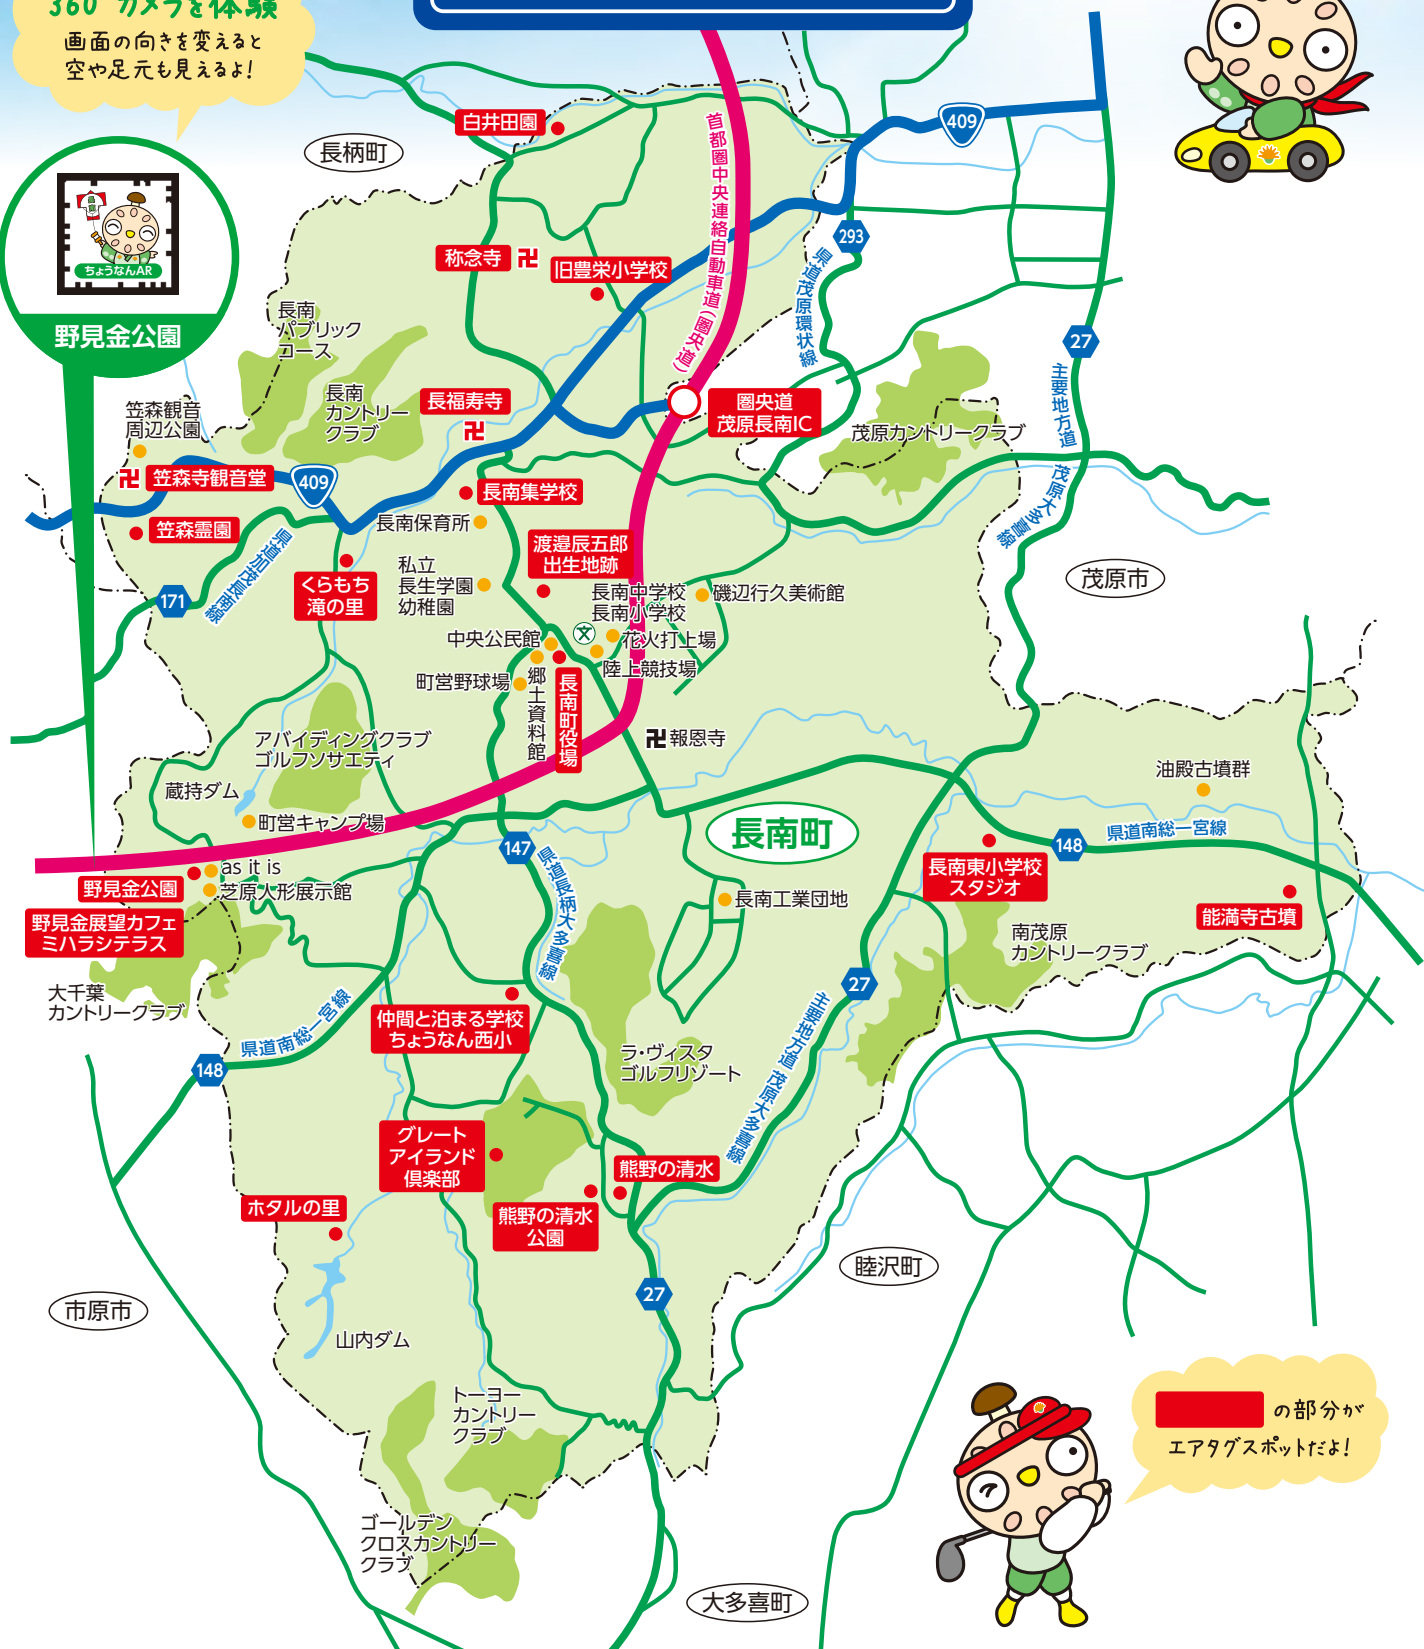 360°カメラを体験
画面の向きを変えると
空や足元も見えるよ!
長南
ちょうなんAR
野見金公園
長柄町
白井田園
409
首都圏中央連絡自動車道(圏央道)
称念寺
旧豊栄小学校
293
県道茂原環状線
27
主要地方道 茂原大多喜線
長南
パブリック
コース
長南
カントリー
クラブ
長福寿寺
圏央道
茂原長南IC
茂原カントリークラブ
笠森観音
周辺公園
笠森寺観音堂
409
長南集学校
長南保育所
笠森霊園
県道加茂長南線
171
くらもち
滝の里
私立
長生学園
幼稚園
渡邉辰五郎
出生地跡
長南中学校
長南小学校
磯辺行久美術館
茂原市
中央公民館
文
花火打上場
陸上競技場
町営野球場
郷土資料館
長南町役場
報恩寺
アバイディングクラブ
ゴルフソサエティ
蔵持ダム
町営キャンプ場
油殿古墳群
長南町
147
県道長柄大多喜線
148
県道南総一宮線
長南東小学校
スタジオ
as it is
野見金公園
芝原人形展示館
野見金展望カフェ
ミハラシテラス
長南工業団地
能満寺古墳
南茂原
カントリークラブ
大千葉
カントリークラブ
27
主要地方道 茂原大多喜線
仲間と泊まる学校
ちょうなん西小
県道南総一宮線
148
ラ・ヴィスタ
ゴルフリゾート
グレート
アイランド
倶楽部
熊野の清水
ホタルの里
熊野の清水
公園
睦沢町
27
市原市
山内ダム
トーヨー
カントリー
クラブ
の部分が
エアタグスポットだよ!
ゴールデン
クロスカントリー
クラブ
大多喜町